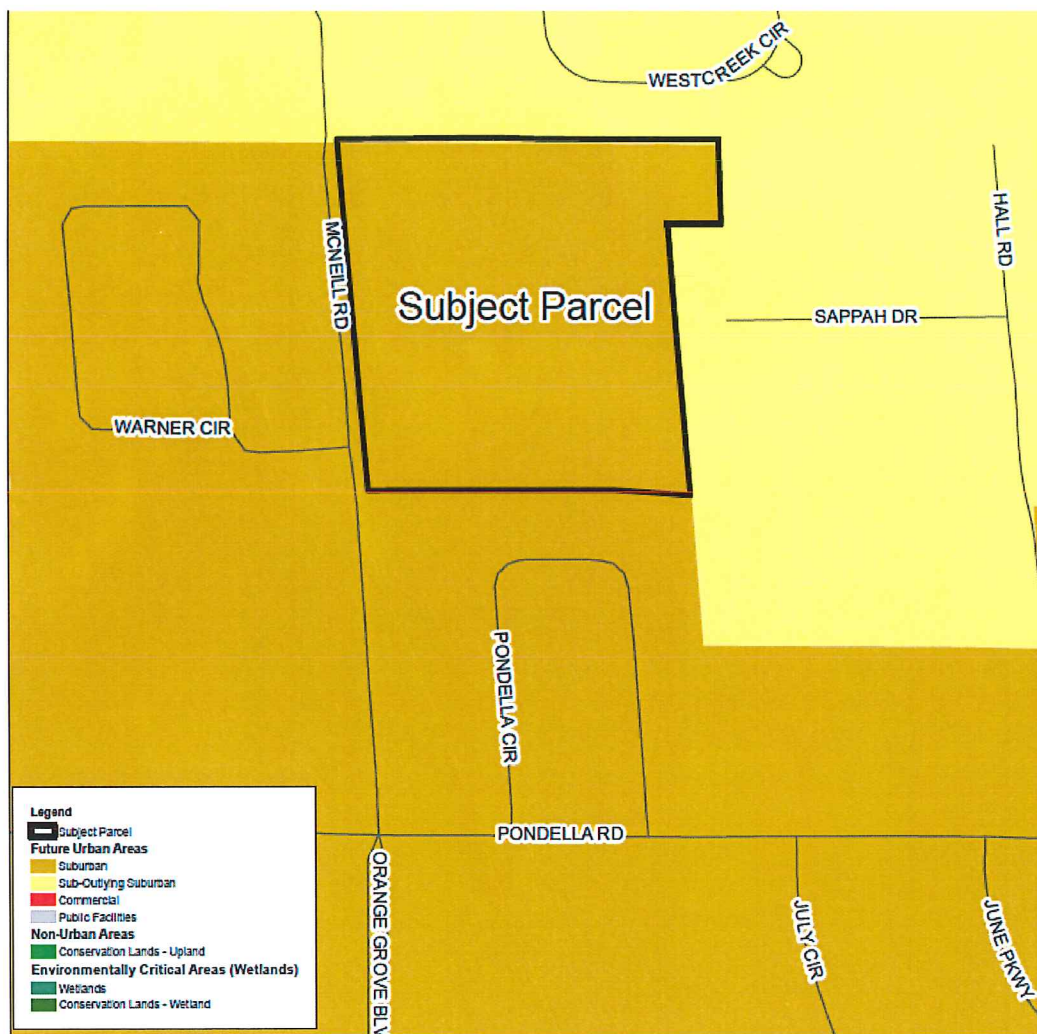 WESTCREEK CIR
HALL RD
MCNEILL RD
Subject Parcel
SAPPAH DR
WARNER CIR
PONDELLA CIR
PONDELLA RD
ORANGE GROVE BLV
JULY CIR
JUNE PKWY
Legend
Subject Parcel
Future Urban Areas
Suburban
Sub-Outlying Suburban
Commercial
Public Facilities
Non-Urban Areas
Conservation Lands - Upland
Environmentally Critical Areas (Wetlands)
Wetlands
Conservation Lands - Wetland